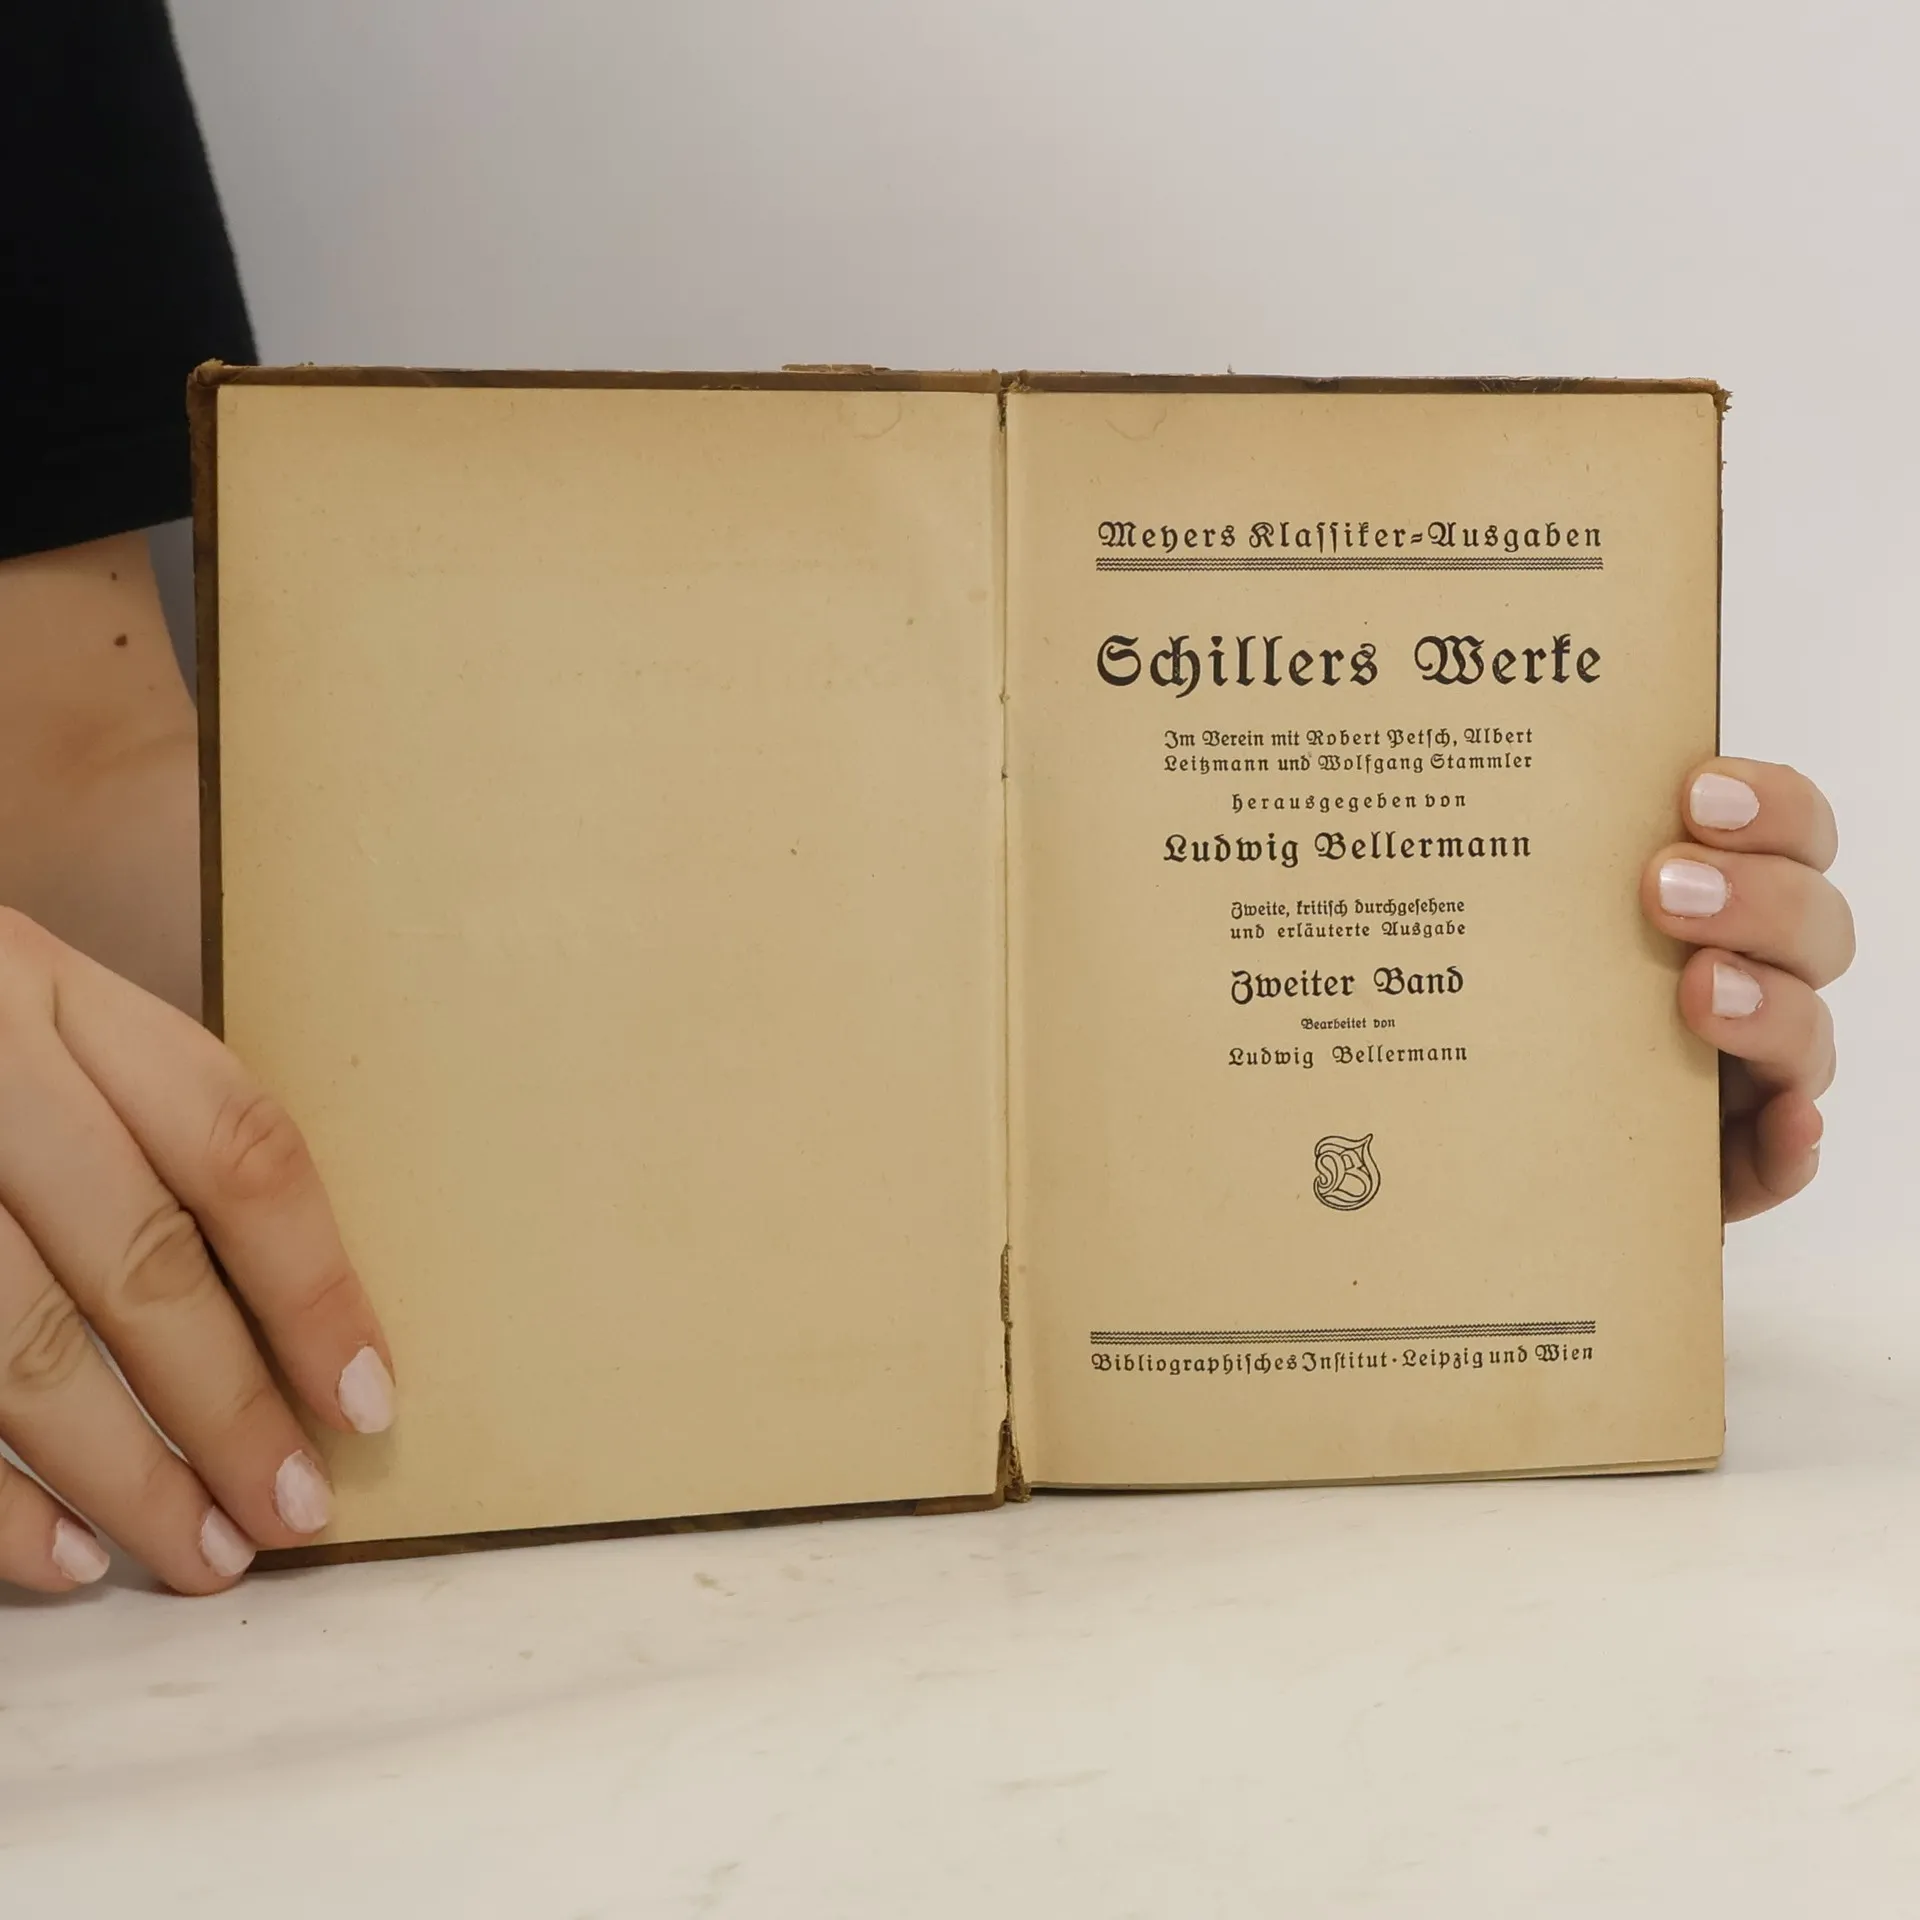 Meyers Klaſſiker-Ausgaben
Schillers Werke
Im Verein mit Robert Petſch, Albert
Leitzmann und Wolfgang Stammler
herausgegeben von
Ludwig Bellermann
Zweite, kritiſch durchgeſehene
und erläuterte Ausgabe
Zweiter Band
Bearbeitet von
Ludwig Bellermann
BI
Bibliographiſches Inſtitut · Leipzig und Wien